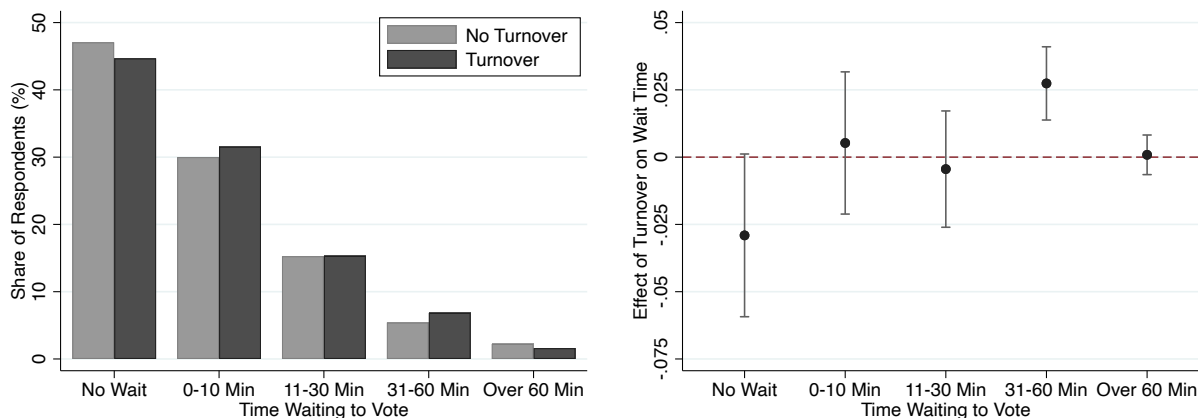 Share of Respondents (%)
50
40
30
20
10
0
No Turnover
Turnover
No Wait
0-10 Min
11-30 Min
31-60 Min
Over 60 Min
Time Waiting to Vote
Effect of Turnover on Wait Time
.05
.025
0
-.025
-.05
-.075
No Wait
0-10 Min
11-30 Min
31-60 Min
Over 60 Min
Time Waiting to Vote